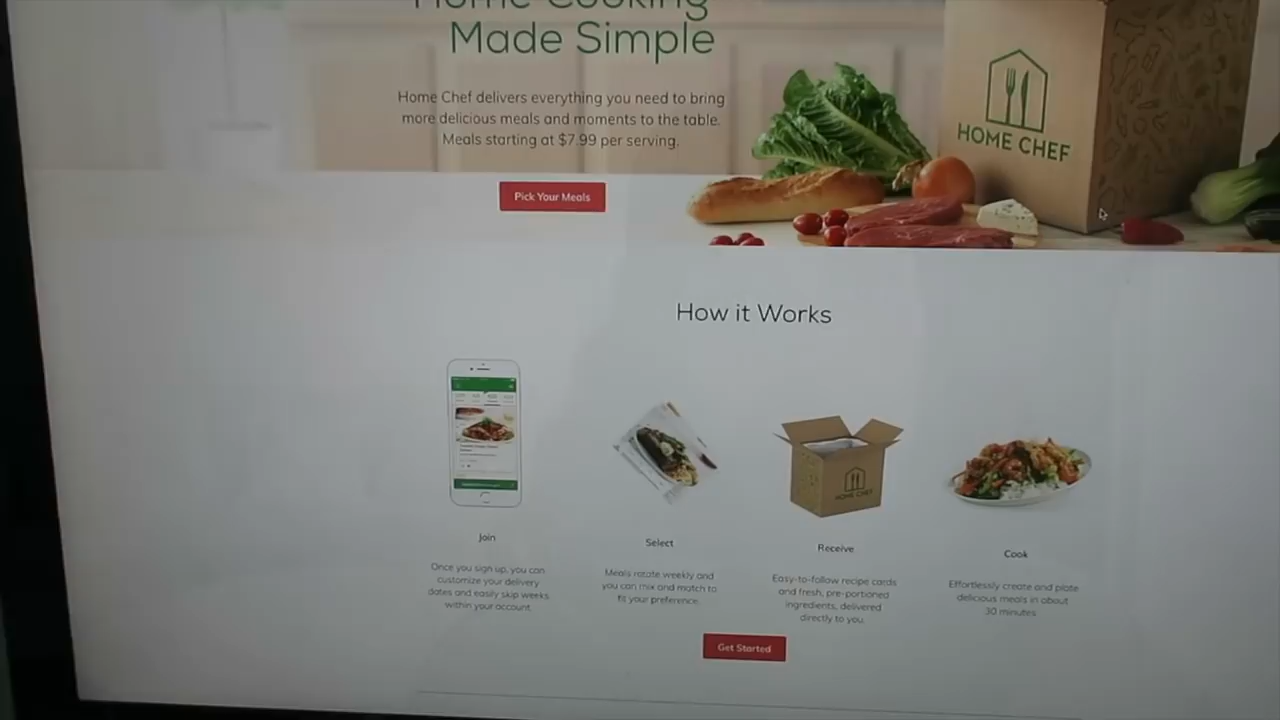 Home Cooking
Made Simple
Home Chef delivers everything you need to bring
more delicious meals and moments to the table.
Meals starting at $7.99 per serving.
Pick Your Meals
HOME CHEF
How it Works
HOME CHEF
Join
Once you sign up, you can
customize your delivery
dates and easily skip weeks
within your account.
Select
Meals rotate weekly and
you can mix and match to
fit your preference.
Receive
Easy-to-follow recipe cards
and fresh, pre-portioned
ingredients, delivered
directly to you.
Cook
Effortlessly create and plate
delicious meals in about
30 minutes.
Get Started